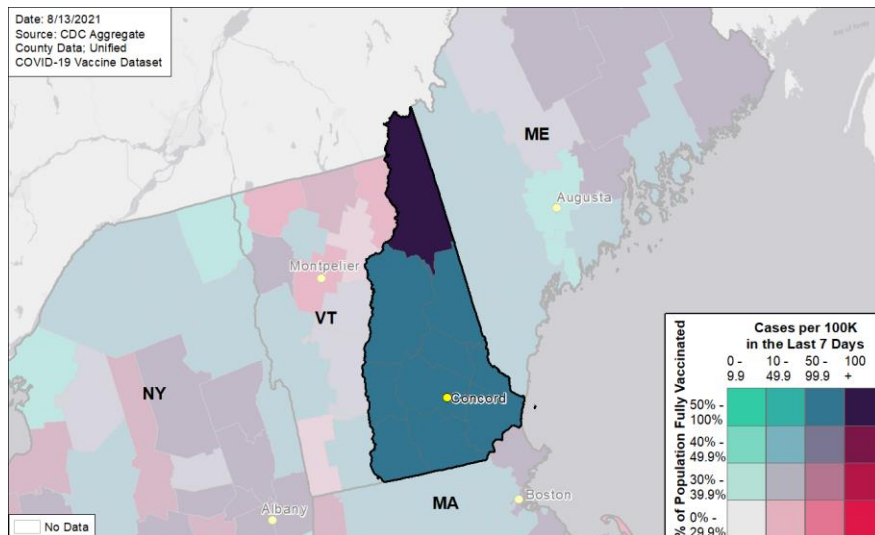 Date: 8/13/2021
Source: CDC Aggregate
County Data; Unified
COVID-19 Vaccine Dataset
ME
Augusta
Montpelier
VT
NY
Concord
MA
Boston
Albany
No Data
Cases per 100K
in the Last 7 Days
0 - 10 - 50 - 100
9.9 49.9 99.9 +
% of Population Fully Vaccinated
50% -
100%
40% -
49.9%
30% -
39.9%
0% -
29.9%